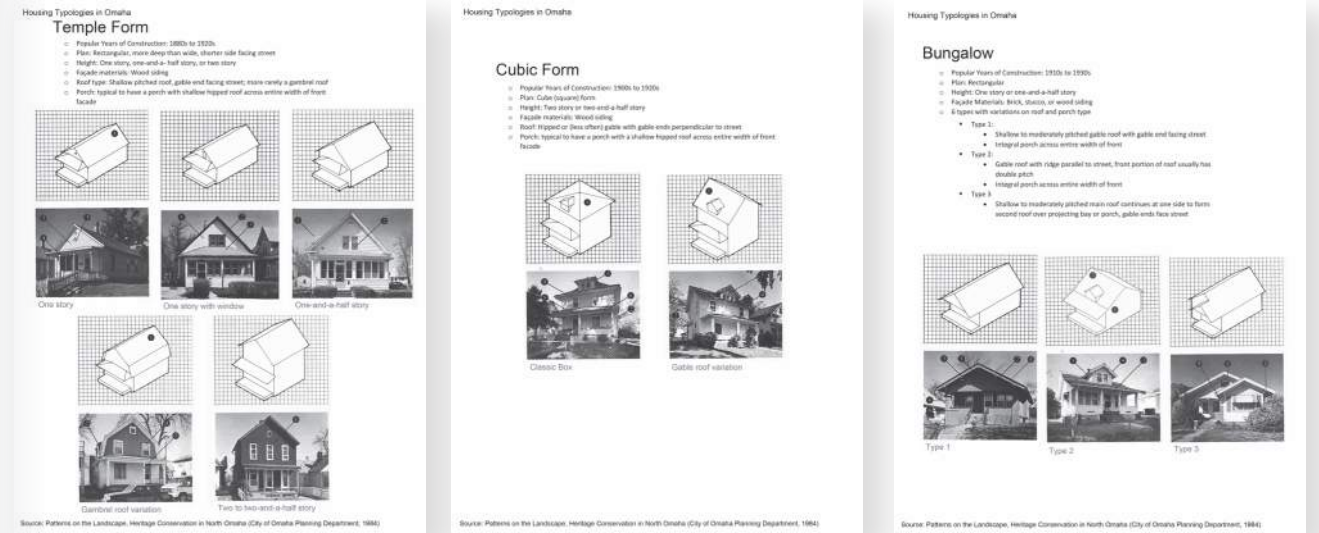 Housing Typologies in Omaha
Temple Form
o Popular Years of Construction: 1880s to 1920s
o Plan: Rectangular, more deep than wide, shorter side facing street
o Height: One story, one-and-a- half story, or two story
o Façade materials: Wood siding
o Roof type: Shallow pitched roof, gable end facing street; more rarely a gambrel roof
o Porch: typical to have a porch with shallow hipped roof across entire width of front
facade
One story
One story with window
One-and-a-half story
Gambrel roof variation
Two to two-and-a-half story
Source: Patterns on the Landscape, Heritage Conservation in North Omaha (City of Omaha Planning Department, 1984)
Housing Typologies in Omaha
Cubic Form
o Popular Years of Construction: 1900s to 1920s
o Plan: Cube (square) form
o Height: Two story or two-and-a-half story
o Façade materials: Wood siding
o Roof: Hipped or (less often) gable with gable ends perpendicular to street
o Porch: typical to have a porch with a shallow hipped roof across entire width of front
facade
Classic Box
Gable roof variation
Source: Patterns on the Landscape, Heritage Conservation in North Omaha (City of Omaha Planning Department, 1984)
Housing Typologies in Omaha
Bungalow
o Popular Years of Construction: 1910s to 1930s
o Plan: Rectangular
o Height: One story or one-and-a-half story
o Façade Materials: Brick, stucco, or wood siding
o 6 types with variations on roof and porch type
▪ Type 1:
• Shallow to moderately pitched gable roof with gable end facing street
• Integral porch across entire width of front
▪ Type 2:
• Gable roof with ridge parallel to street, front portion of roof usually has
double pitch
• Integral porch across entire width of front
▪ Type 3
• Shallow to moderately pitched main roof continues at one side to form
second roof over projecting bay or porch, gable ends face street
Type 1
Type 2
Type 3
Source: Patterns on the Landscape, Heritage Conservation in North Omaha (City of Omaha Planning Department, 1984)